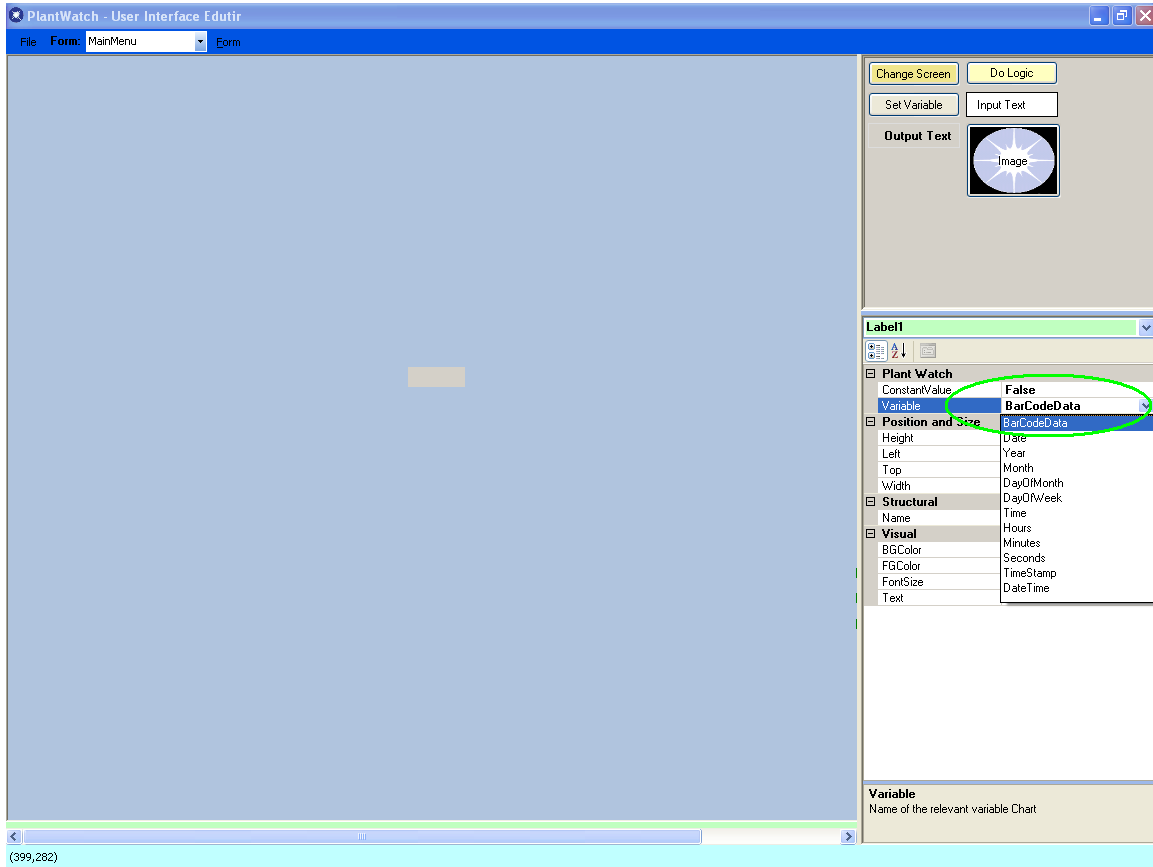 PlantWatch - User Interface Edutir
File Form: MainMenu Form
Change Screen Do Logic
Set Variable Input Text
Output Text Image
Label1
Plant Watch
ConstantValue False
Variable BarCodeData
Position and Size BarCodeData
Height Date
Left Year
Top Month
Width DayOfMonth
Structural DayOfWeek
Name Time
Visual Hours
BGColor Minutes
FGColor Seconds
FontSize TimeStamp
Text DateTime
Variable
Name of the relevant variable Chart
(399,282)